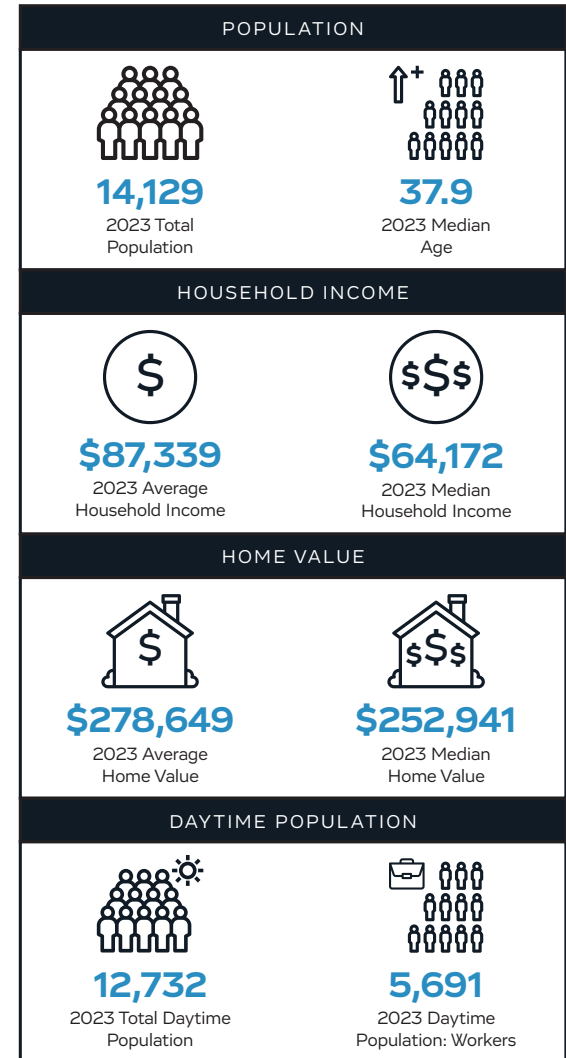 POPULATION
14,129
2023 Total
Population
37.9
2023 Median
Age
HOUSEHOLD INCOME
$
$87,339
2023 Average
Household Income
$$$
$64,172
2023 Median
Household Income
HOME VALUE
$
$278,649
2023 Average
Home Value
$$$
$252,941
2023 Median
Home Value
DAYTIME POPULATION
12,732
2023 Total Daytime
Population
5,691
2023 Daytime
Population: Workers